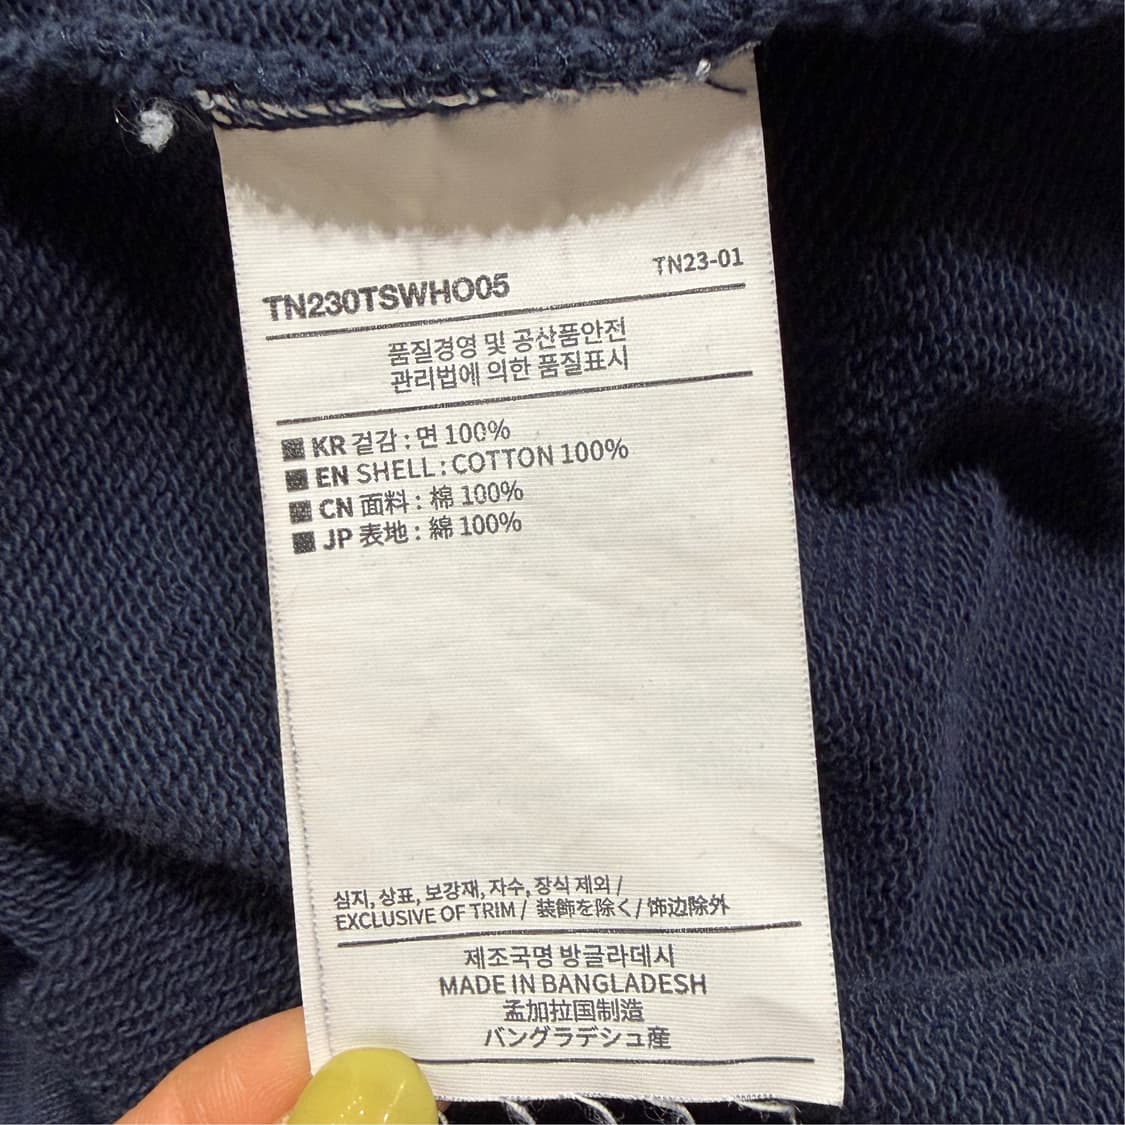 TN230TSWHO05
TN23-01
품질경영 및 공산품안전
관리법에 의한 품질표시
KR 겉감 : 면 100%
EN SHELL : COTTON 100%
CN 面料 : 棉 100%
JP 表地 : 綿 100%
심지, 상표, 보강재, 자수, 장식 제외 /
EXCLUSIVE OF TRIM / 装飾を除く / 饰边除外
제조국명 방글라데시
MADE IN BANGLADESH
孟加拉国制造
バングラデシュ産